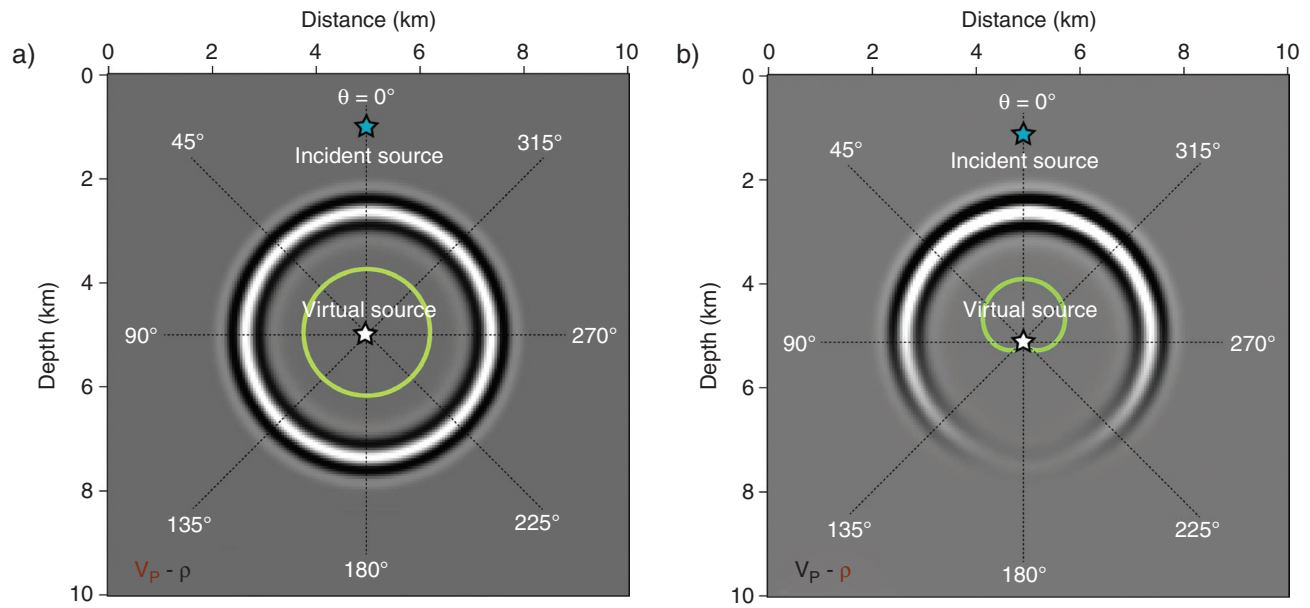 a)
Distance (km)
0 2 4 6 8 10
Depth (km)
0
2
4
6
8
10
θ = 0°
Incident source
45°
315°
Virtual source
90°
270°
135°
225°
180°
V_P - ρ
b)
Distance (km)
0 2 4 6 8 10
Depth (km)
0
2
4
6
8
10
θ = 0°
Incident source
45°
315°
Virtual source
90°
270°
135°
225°
180°
V_P - ρ